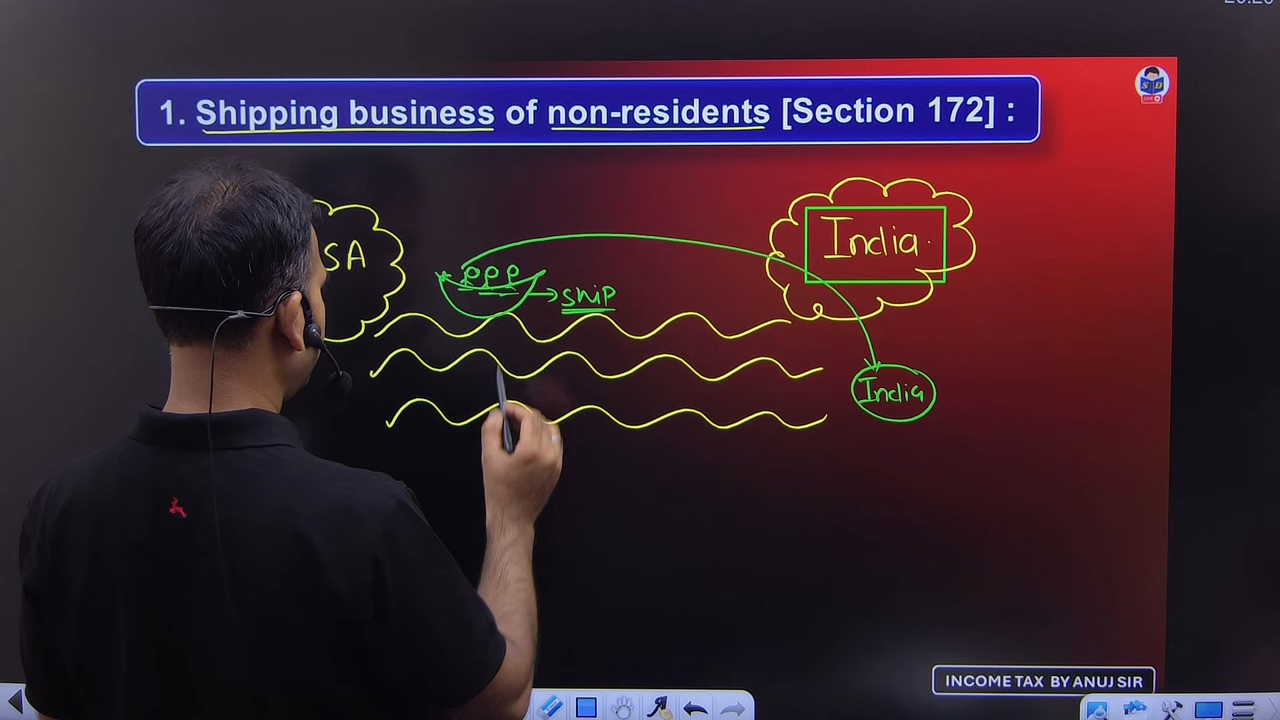 1. Shipping business of non-residents [Section 172] :
SA
India
ship
India
INCOME TAX BY ANUJ SIR